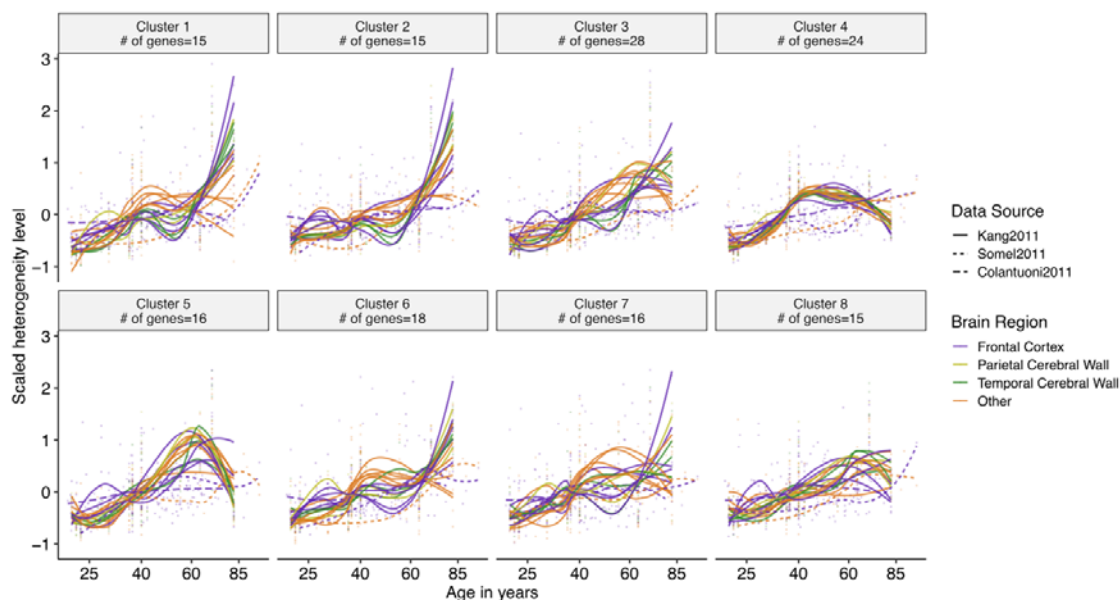 Cluster 1
# of genes=15
Cluster 2
# of genes=15
Cluster 3
# of genes=28
Cluster 4
# of genes=24
3
2
1
0
−1
Cluster 5
# of genes=16
Cluster 6
# of genes=18
Cluster 7
# of genes=16
Cluster 8
# of genes=15
3
2
1
0
−1
25 40 60 85
25 40 60 85
25 40 60 85
25 40 60 85
Age in years
Scaled heterogeneity level
Data Source
Kang2011
Somel2011
Colantuoni2011
Brain Region
Frontal Cortex
Parietal Cerebral Wall
Temporal Cerebral Wall
Other